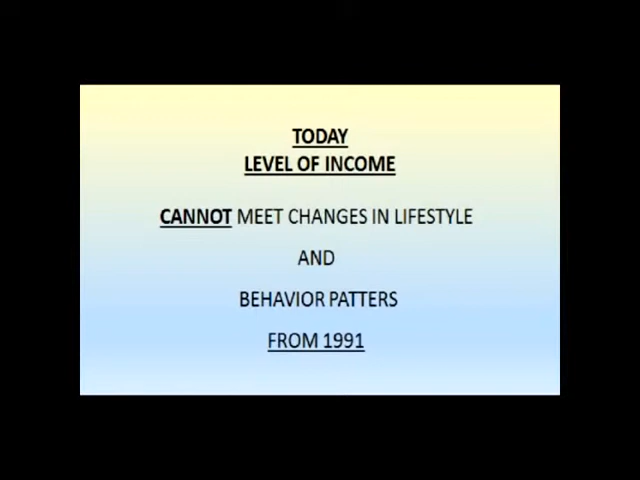 TODAY
LEVEL OF INCOME
CANNOT MEET CHANGES IN LIFESTYLE
AND
BEHAVIOR PATTERS
FROM 1991